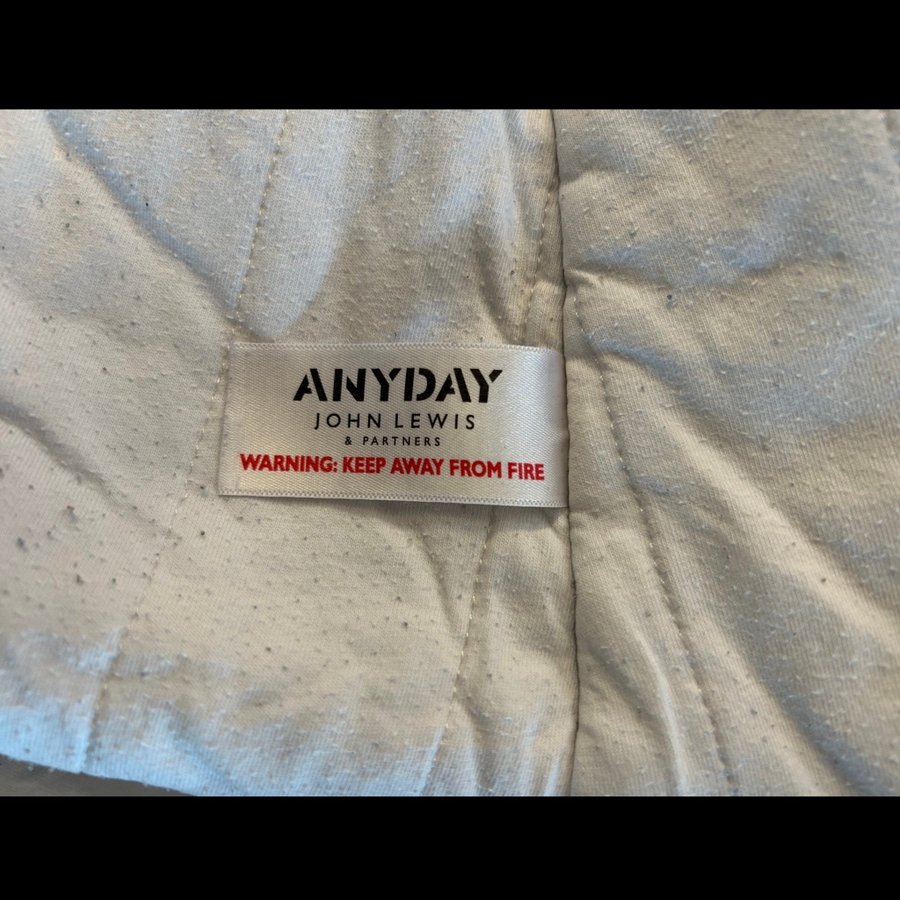 ANYDAY
JOHN LEWIS
& PARTNERS
WARNING: KEEP AWAY FROM FIRE